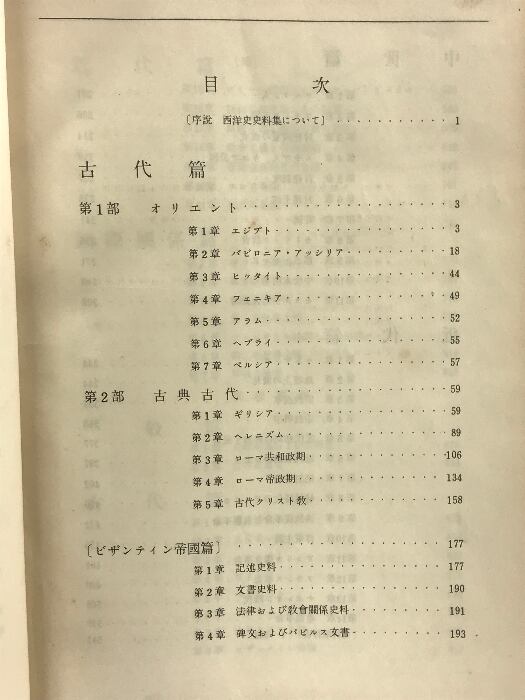 目　次
〔序説　西洋史史料集について〕‥‥‥‥‥‥1
古代篇
第1部　オリエント‥‥‥‥‥‥3
第1章　エジプト‥‥‥‥‥‥3
第2章　バビロニア・アッシリア‥‥‥‥‥‥18
第3章　ヒッタイト‥‥‥‥‥‥44
第4章　フェニキア‥‥‥‥‥‥49
第5章　アラム‥‥‥‥‥‥52
第6章　ヘブライ‥‥‥‥‥‥55
第7章　ペルシア‥‥‥‥‥‥57
第2部　古典古代‥‥‥‥‥‥59
第1章　ギリシア‥‥‥‥‥‥59
第2章　ヘレニズム‥‥‥‥‥‥89
第3章　ローマ共和政期‥‥‥‥‥‥106
第4章　ローマ帝政期‥‥‥‥‥‥134
第5章　古代クリスト教‥‥‥‥‥‥158
〔ビザンティン帝國篇〕‥‥‥‥‥‥177
第1章　記述史料‥‥‥‥‥‥177
第2章　文書史料‥‥‥‥‥‥190
第3章　法律および教會關係史料‥‥‥‥‥‥191
第4章　碑文およびパピルス文書‥‥‥‥‥‥193